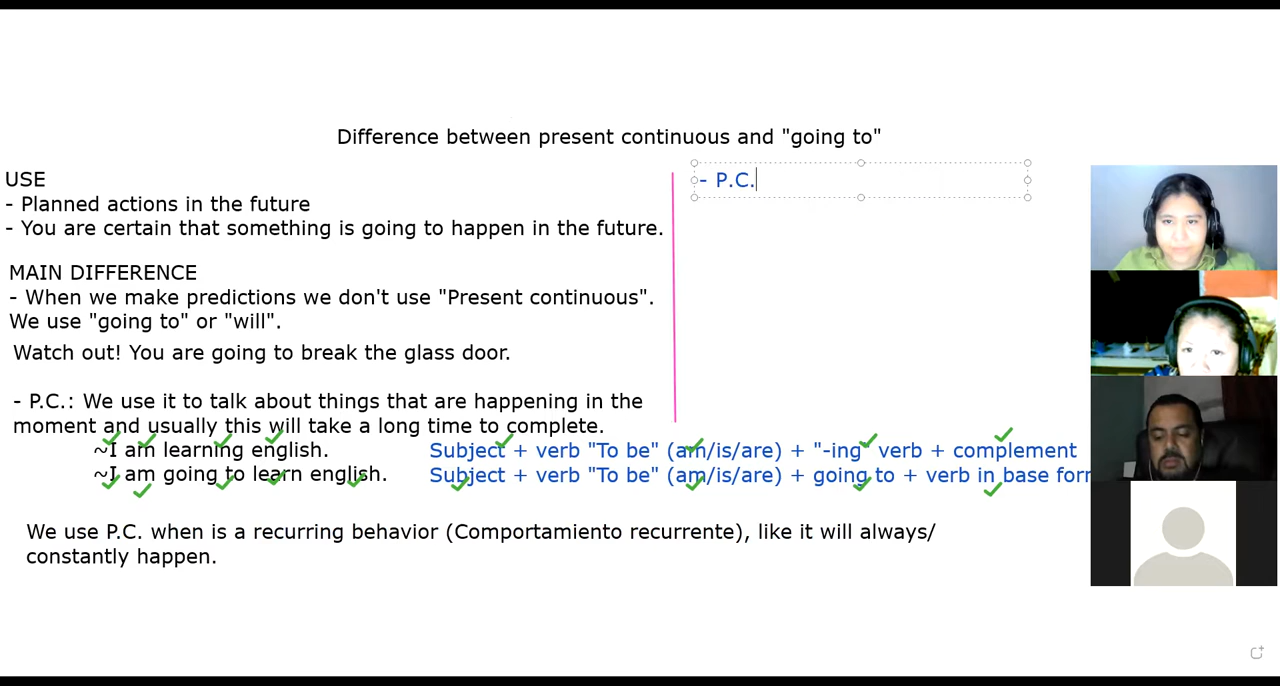 Difference between present continuous and "going to"
USE
- Planned actions in the future
- You are certain that something is going to happen in the future.
MAIN DIFFERENCE
- When we make predictions we don't use "Present continuous".
We use "going to" or "will".
Watch out! You are going to break the glass door.
- P.C.: We use it to talk about things that are happening in the
moment and usually this will take a long time to complete.
~I am learning english.
~I am going to learn english.
- P.C.
Subject + verb "To be" (am/is/are) + "-ing" verb + complement
Subject + verb "To be" (am/is/are) + going to + verb in base form
We use P.C. when is a recurring behavior (Comportamiento recurrente), like it will always/
constantly happen.